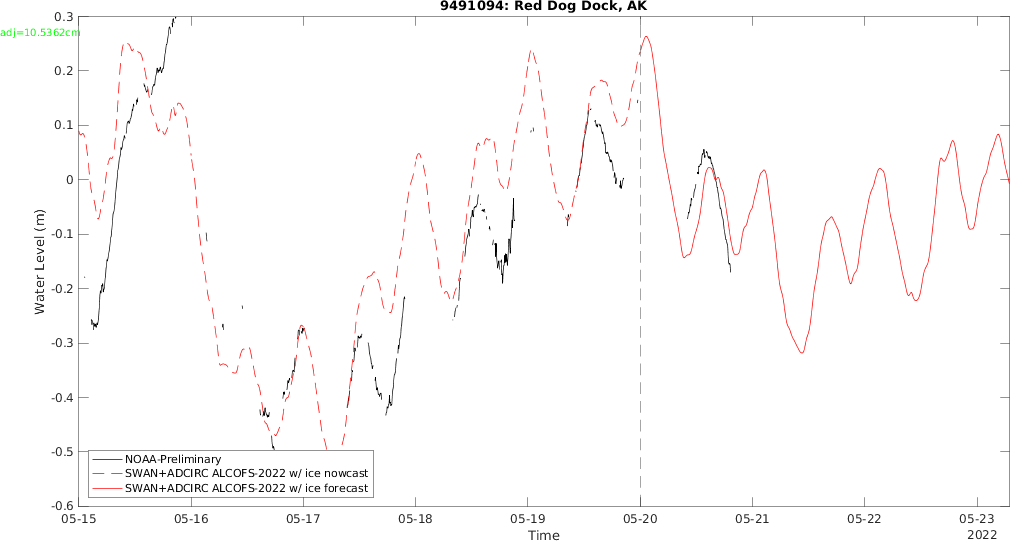 9491094: Red Dog Dock, AK
adj=10.5362cm
0.3
0.2
0.1
0
-0.1
-0.2
-0.3
-0.4
-0.5
-0.6
Water Level (m)
NOAA-Preliminary
SWAN+ADCIRC ALCOFS-2022 w/ ice nowcast
SWAN+ADCIRC ALCOFS-2022 w/ ice forecast
05-15 05-16 05-17 05-18 05-19 05-20 05-21 05-22 05-23
Time
2022